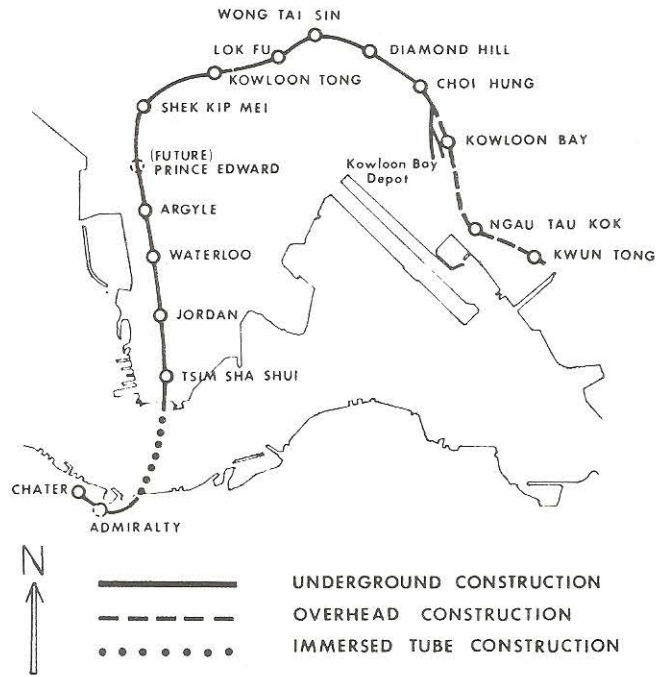 WONG TAI SIN
LOK FU
DIAMOND HILL
KOWLOON TONG
CHOI HUNG
SHEK KIP MEI
KOWLOON BAY
(FUTURE)
PRINCE EDWARD
Kowloon Bay
Depot
ARGYLE
NGAU TAU KOK
WATERLOO
KWUN TONG
JORDAN
TSIM SHA SHUI
CHATER
ADMIRALTY
N
UNDERGROUND CONSTRUCTION
OVERHEAD CONSTRUCTION
IMMERSED TUBE CONSTRUCTION